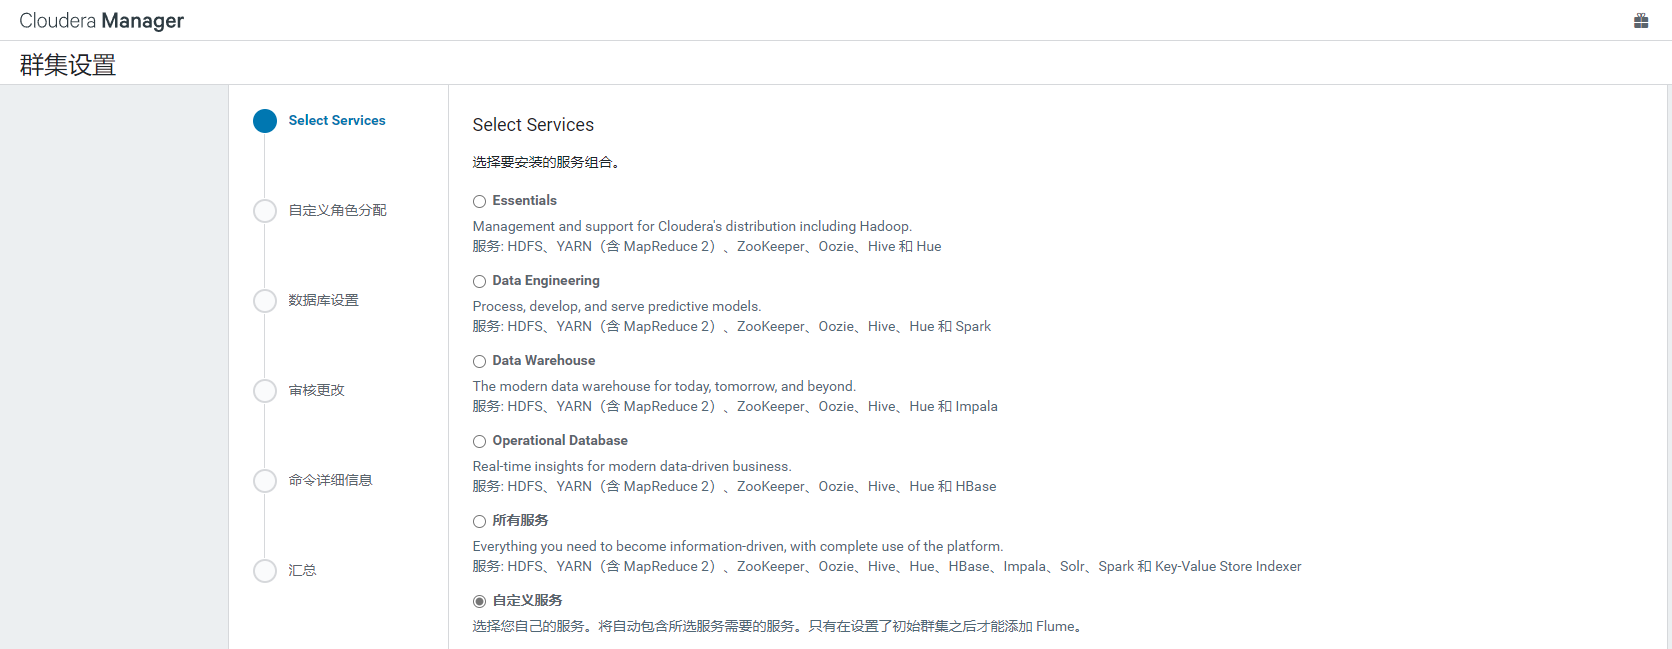 Cloudera Manager
群集设置
Select Services
自定义角色分配
数据库设置
审核更改
命令详细信息
汇总
Select Services
选择要安装的服务组合。
Essentials
Management and support for Cloudera's distribution including Hadoop.
服务: HDFS、YARN（含 MapReduce 2）、ZooKeeper、Oozie、Hive 和 Hue
Data Engineering
Process, develop, and serve predictive models.
服务: HDFS、YARN（含 MapReduce 2）、ZooKeeper、Oozie、Hive、Hue 和 Spark
Data Warehouse
The modern data warehouse for today, tomorrow, and beyond.
服务: HDFS、YARN（含 MapReduce 2）、ZooKeeper、Oozie、Hive、Hue 和 Impala
Operational Database
Real-time insights for modern data-driven business.
服务: HDFS、YARN（含 MapReduce 2）、ZooKeeper、Oozie、Hive、Hue 和 HBase
所有服务
Everything you need to become information-driven, with complete use of the platform.
服务: HDFS、YARN（含 MapReduce 2）、ZooKeeper、Oozie、Hive、Hue、HBase、Impala、Solr、Spark 和 Key-Value Store Indexer
自定义服务
选择您自己的服务。将自动包含所选服务需要的服务。只有在设置了初始群集之后才能添加 Flume。